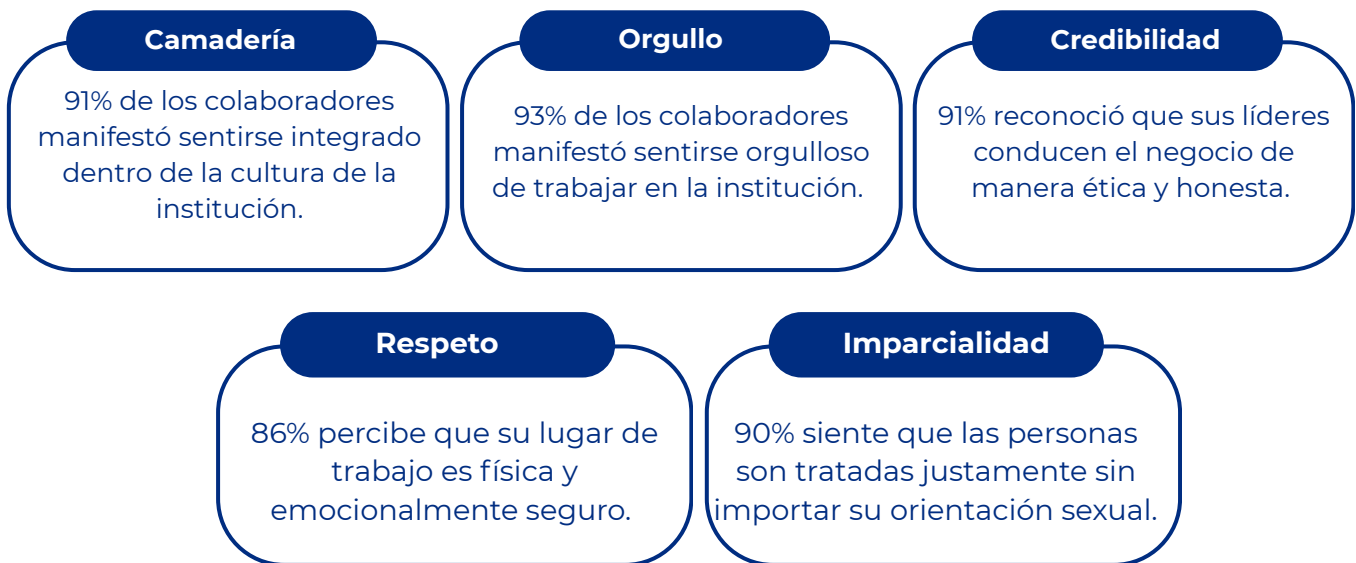 Camadería
91% de los colaboradores
manifestó sentirse integrado
dentro de la cultura de la
institución.
Orgullo
93% de los colaboradores
manifestó sentirse orgulloso
de trabajar en la institución.
Credibilidad
91% reconoció que sus líderes
conducen el negocio de
manera ética y honesta.
Respeto
86% percibe que su lugar de
trabajo es física y
emocionalmente seguro.
Imparcialidad
90% siente que las personas
son tratadas justamente sin
importar su orientación sexual.